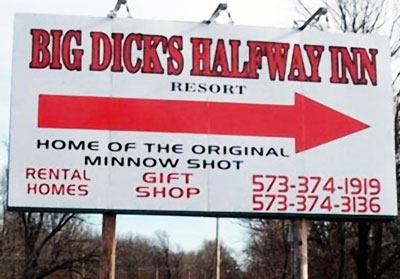 BIG DICK'S HALFWAY INN
RESORT
HOME OF THE ORIGINAL
MINNOW SHOT
RENTAL
HOMES
GIFT
SHOP
573-374-1919
573-374-3136